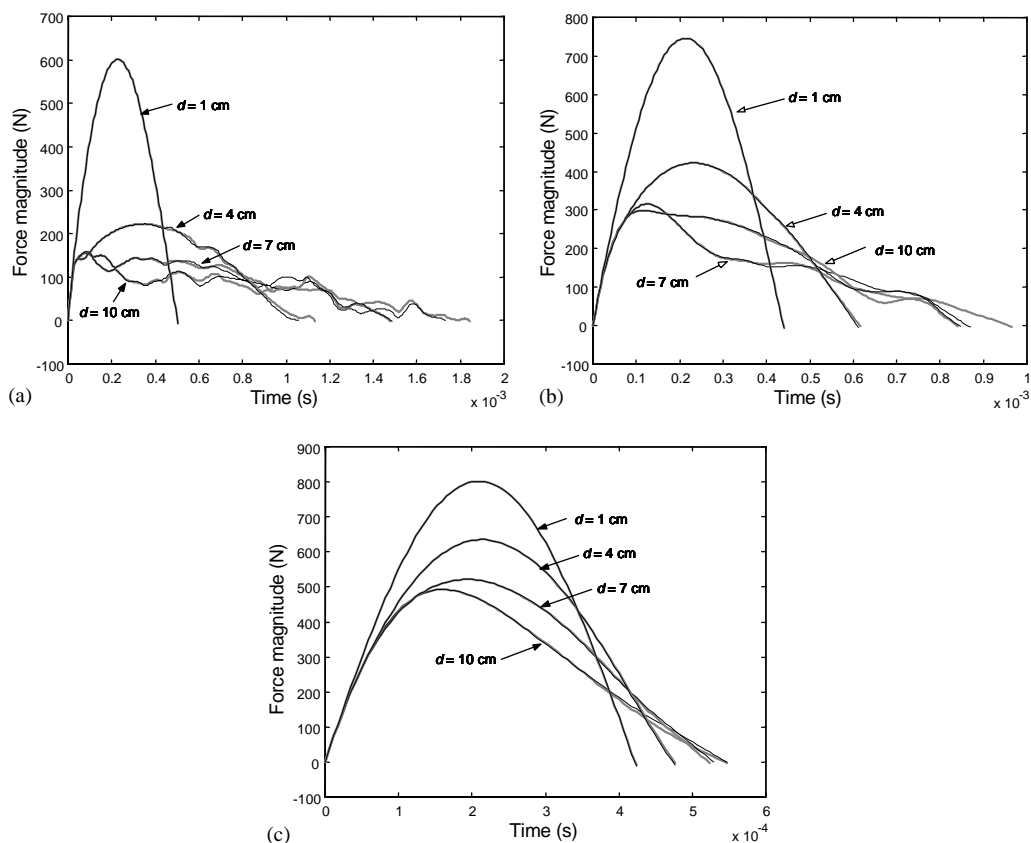 700
600
500
400
300
200
100
0
-100
Force magnitude (N)
d = 1 cm
d = 4 cm
d = 7 cm
d = 10 cm
0 0.2 0.4 0.6 0.8 1 1.2 1.4 1.6 1.8 2
Time (s)
x 10⁻³
(a)
800
700
600
500
400
300
200
100
0
-100
Force magnitude (N)
d = 1 cm
d = 4 cm
d = 10 cm
d = 7 cm
0 0.1 0.2 0.3 0.4 0.5 0.6 0.7 0.8 0.9 1
Time (s)
x 10⁻³
(b)
900
800
700
600
500
400
300
200
100
0
-100
Force magnitude (N)
d = 1 cm
d = 4 cm
d = 7 cm
d = 10 cm
0 1 2 3 4 5 6
Time (s)
x 10⁻⁴
(c)